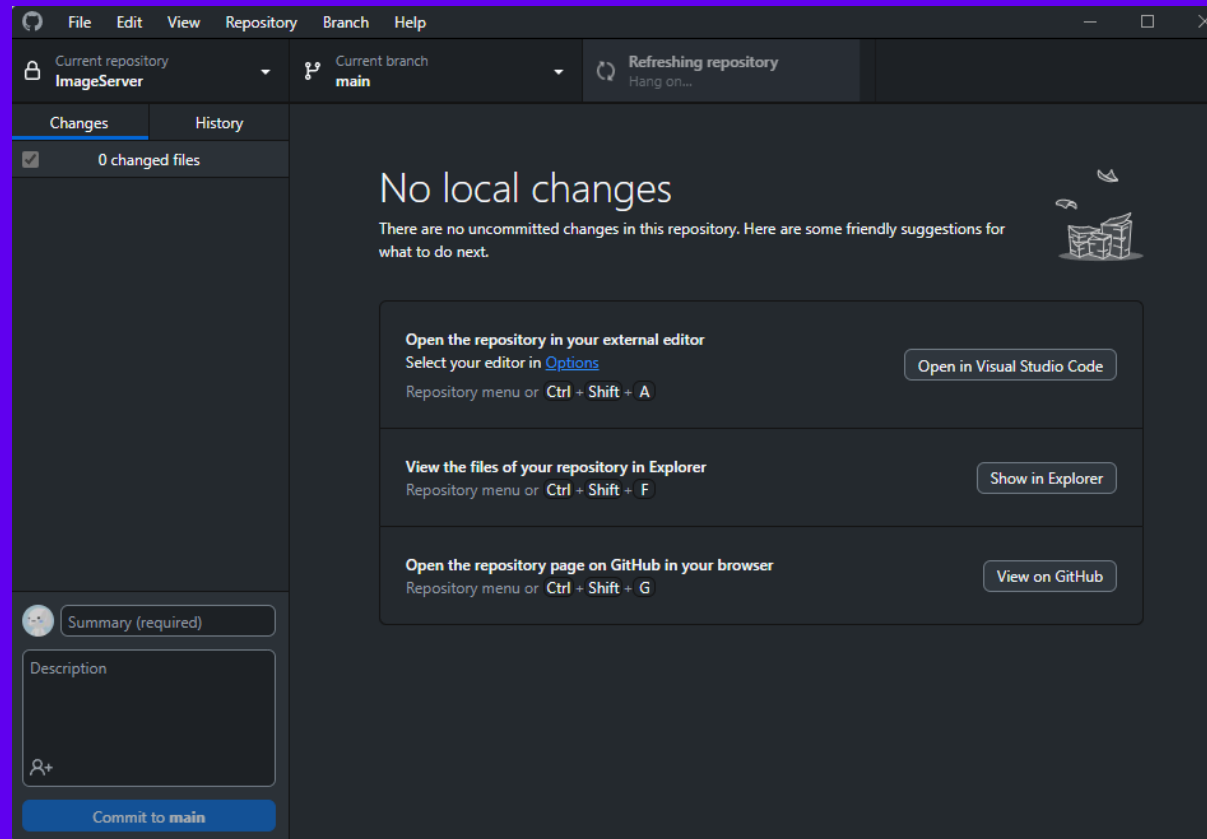 File Edit View Repository Branch Help
Current repository
ImageServer
Current branch
main
Refreshing repository
Hang on...
Changes History
0 changed files
No local changes
There are no uncommitted changes in this repository. Here are some friendly suggestions for
what to do next.
Open the repository in your external editor
Select your editor in Options
Repository menu or Ctrl + Shift + A
Open in Visual Studio Code
View the files of your repository in Explorer
Repository menu or Ctrl + Shift + F
Show in Explorer
Open the repository page on GitHub in your browser
Repository menu or Ctrl + Shift + G
View on GitHub
Summary (required)
Description
Commit to main